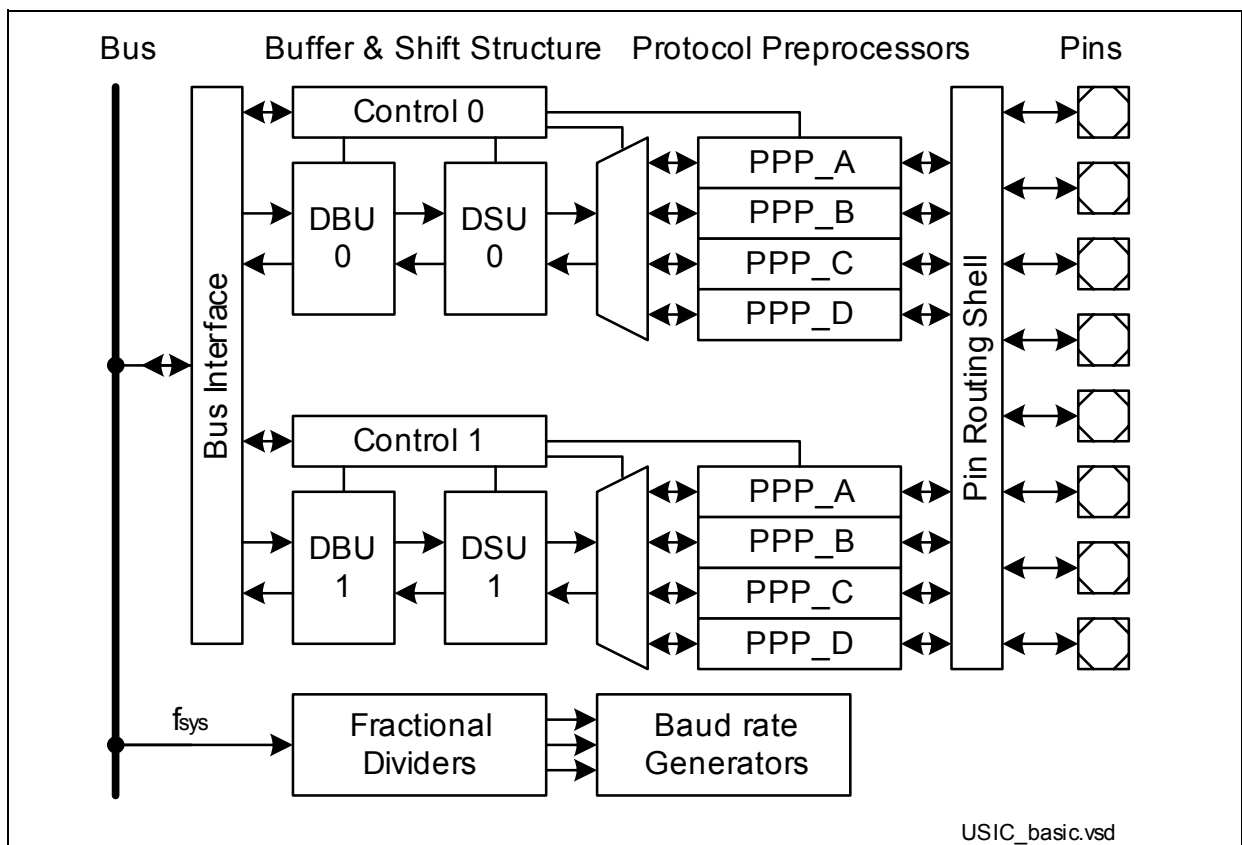 Bus
Buffer & Shift Structure
Protocol Preprocessors
Pins
Bus Interface
Control 0
DBU
0
DSU
0
PPP_A
PPP_B
PPP_C
PPP_D
Pin Routing Shell
Control 1
DBU
1
DSU
1
PPP_A
PPP_B
PPP_C
PPP_D
fsys
Fractional
Dividers
Baud rate
Generators
USIC_basic.vsd